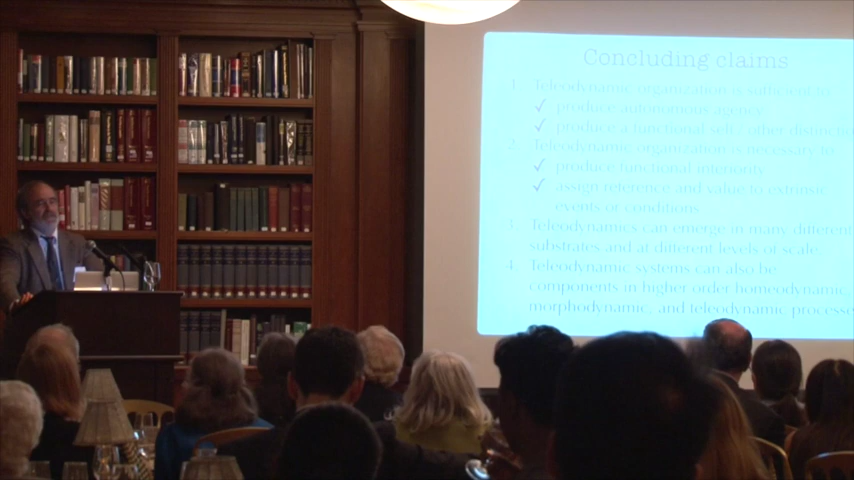 Concluding claims
1. Teleodynamic organization is sufficient to
✓ produce autonomous agency
✓ produce a functional self / other distinctio
2. Teleodynamic organization is necessary to
✓ produce functional interiority
✓ assign reference and value to extrinsic
events or conditions
3. Teleodynamics can emerge in many different
substrates and at different levels of scale
4. Teleodynamic systems can also be
components in higher order homeodynamic,
morphodynamic, and teleodynamic processe